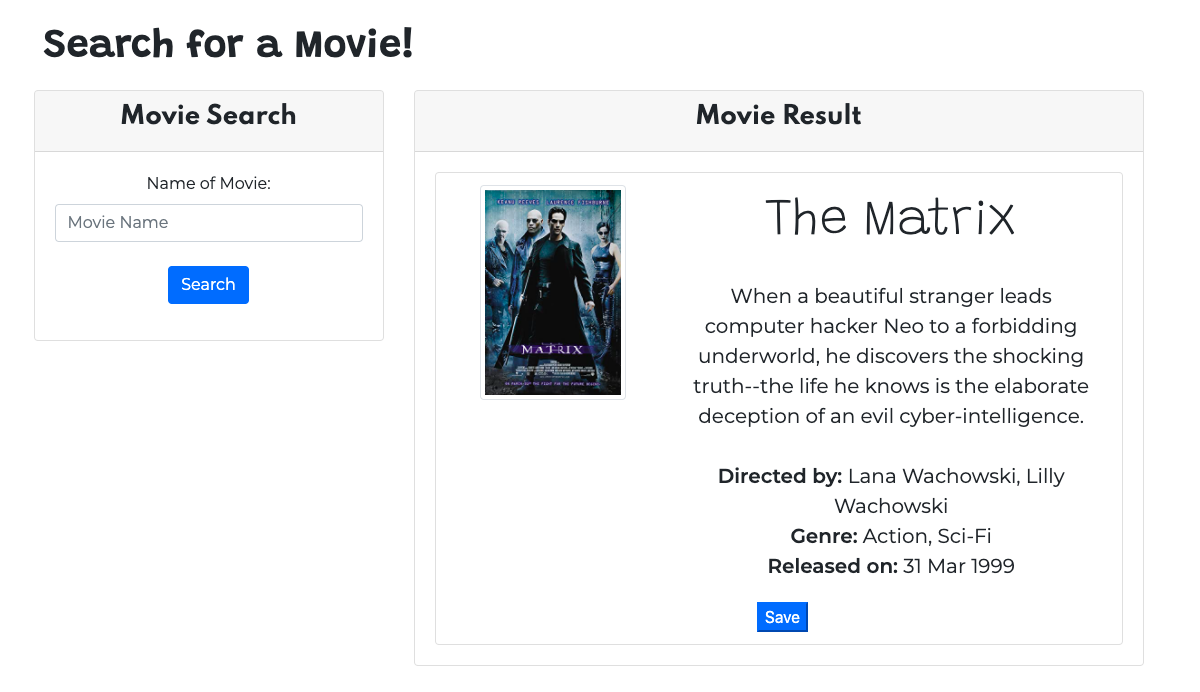 Search for a Movie!
Movie Search
Name of Movie:
Movie Name
Search
Movie Result
KEANU REEVES LAURENCE FISHBURNE
MATRIX
The Matrix
When a beautiful stranger leads
computer hacker Neo to a forbidding
underworld, he discovers the shocking
truth--the life he knows is the elaborate
deception of an evil cyber-intelligence.
Directed by: Lana Wachowski, Lilly
Wachowski
Genre: Action, Sci-Fi
Released on: 31 Mar 1999
Save